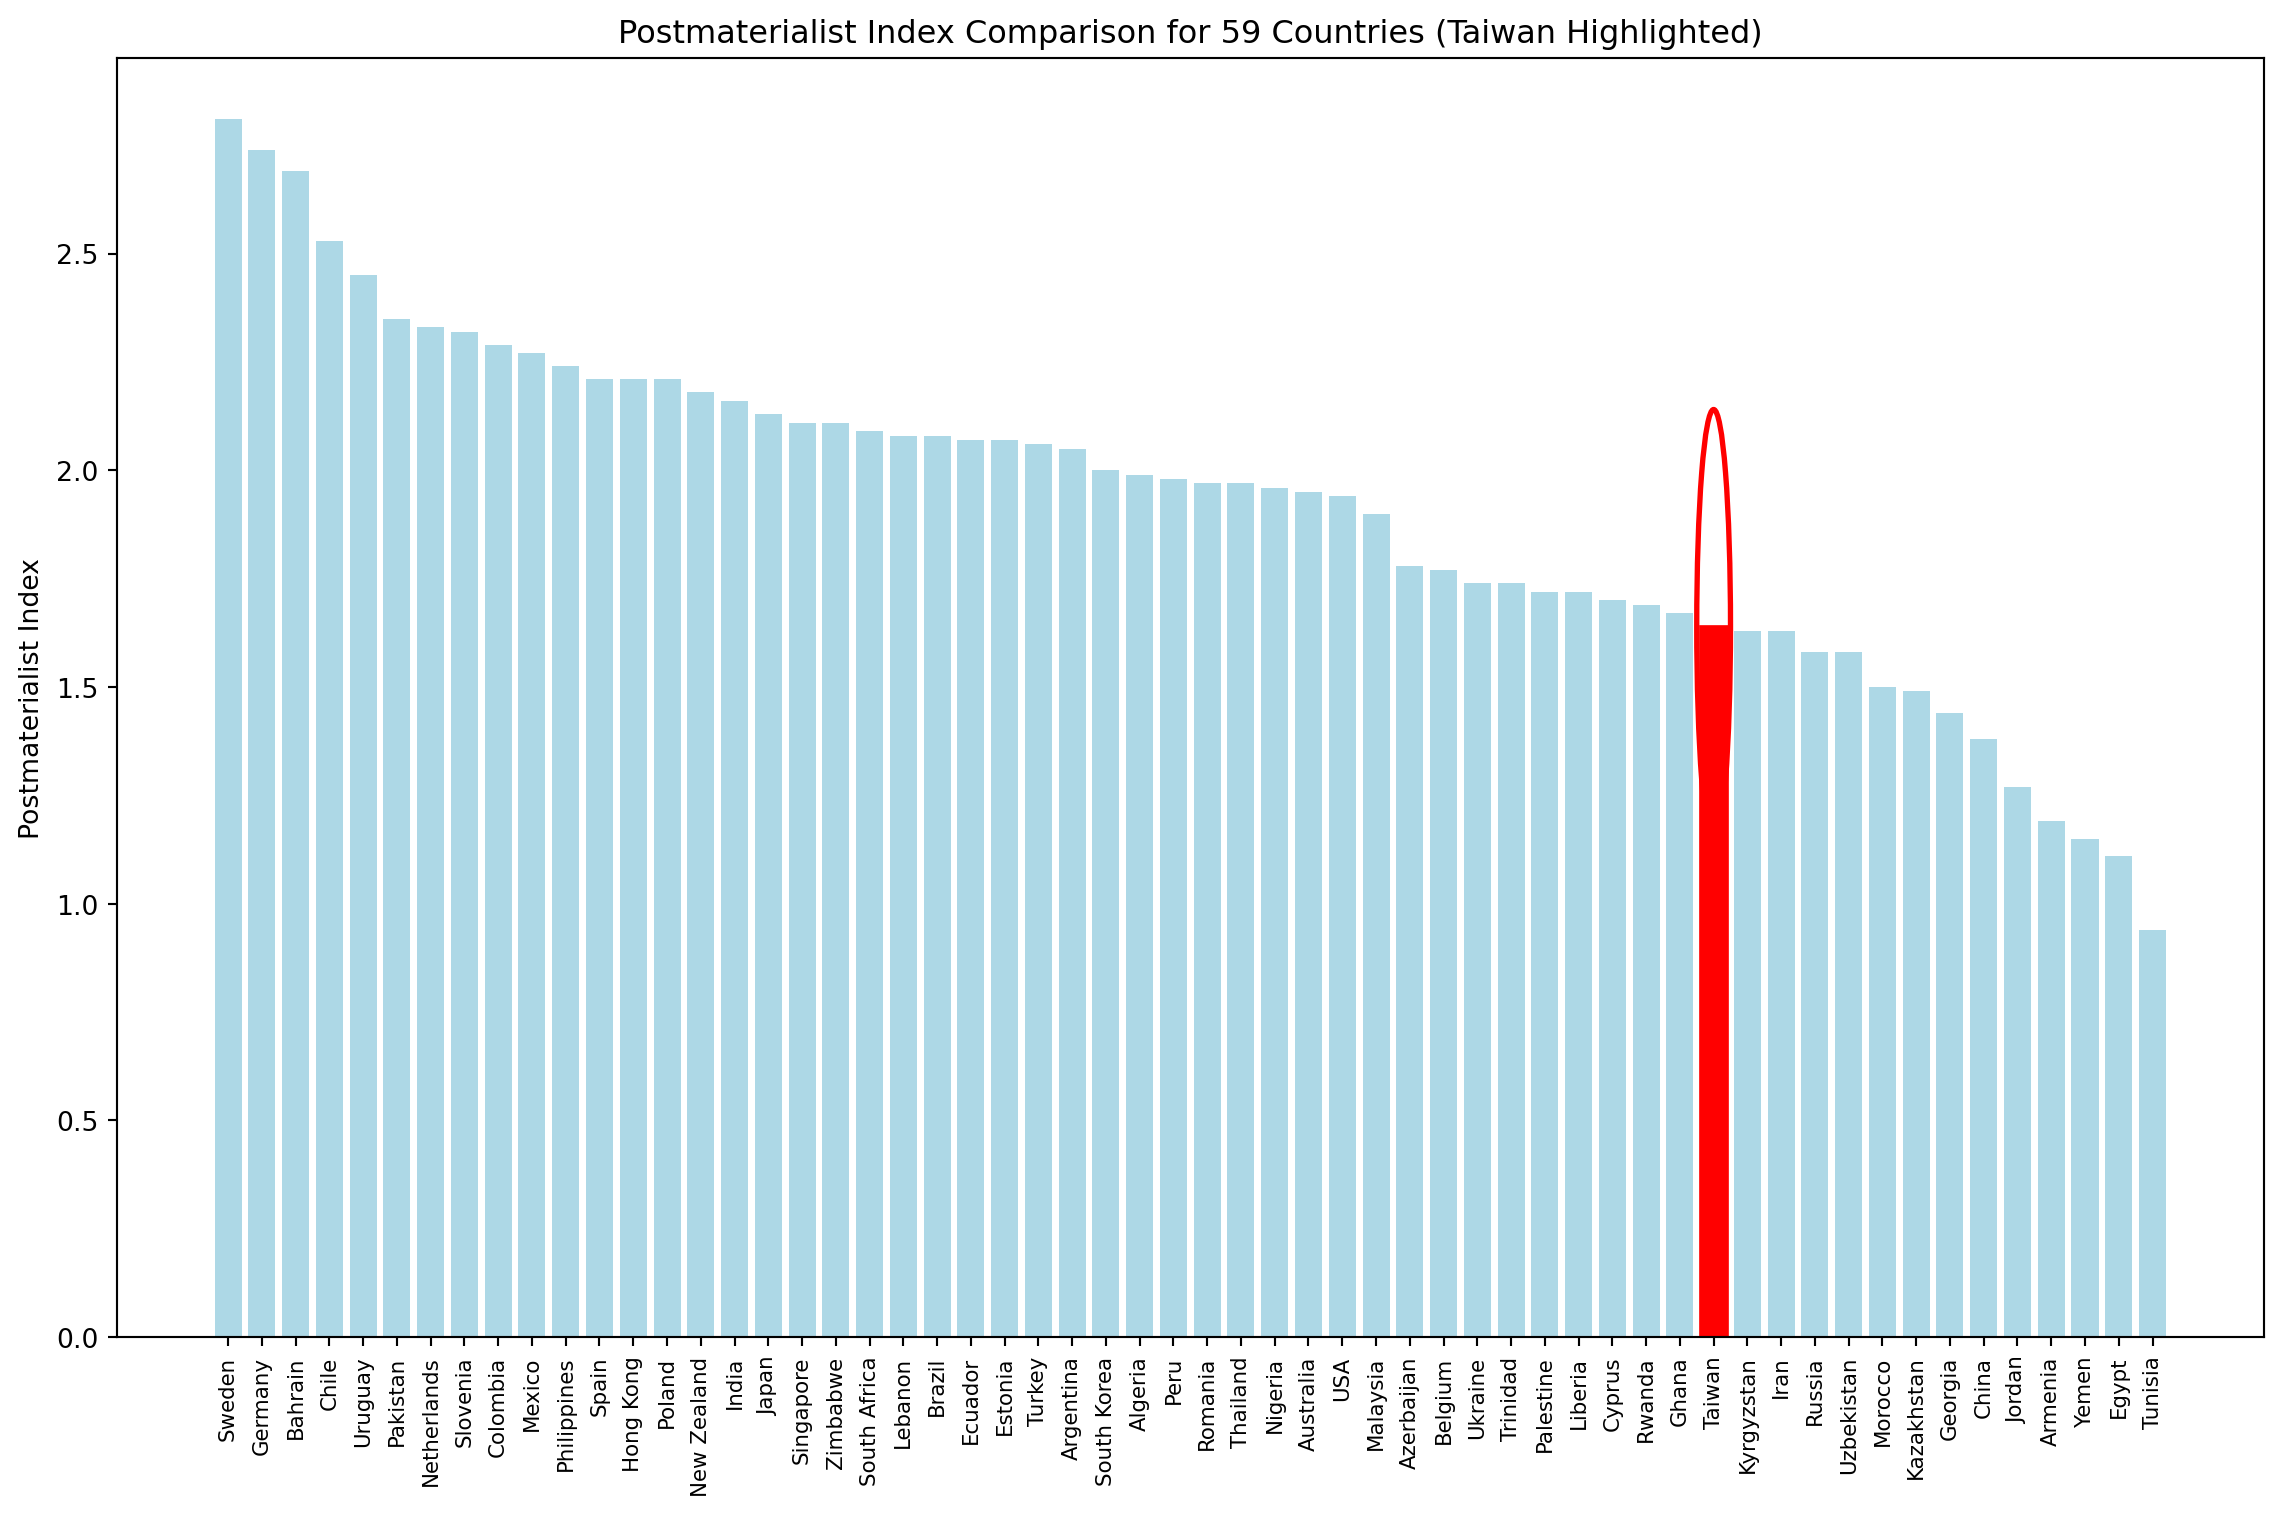 Postmaterialist Index Comparison for 59 Countries (Taiwan Highlighted)
Postmaterialist Index
2.5
2.0
1.5
1.0
0.5
0.0
Sweden
Germany
Bahrain
Chile
Uruguay
Pakistan
Netherlands
Slovenia
Colombia
Mexico
Philippines
Spain
Hong Kong
Poland
New Zealand
India
Japan
Singapore
Zimbabwe
South Africa
Lebanon
Brazil
Ecuador
Estonia
Turkey
Argentina
South Korea
Algeria
Peru
Romania
Thailand
Nigeria
Australia
USA
Malaysia
Azerbaijan
Belgium
Ukraine
Trinidad
Palestine
Liberia
Cyprus
Rwanda
Ghana
Taiwan
Kyrgyzstan
Iran
Russia
Uzbekistan
Morocco
Kazakhstan
Georgia
China
Jordan
Armenia
Yemen
Egypt
Tunisia